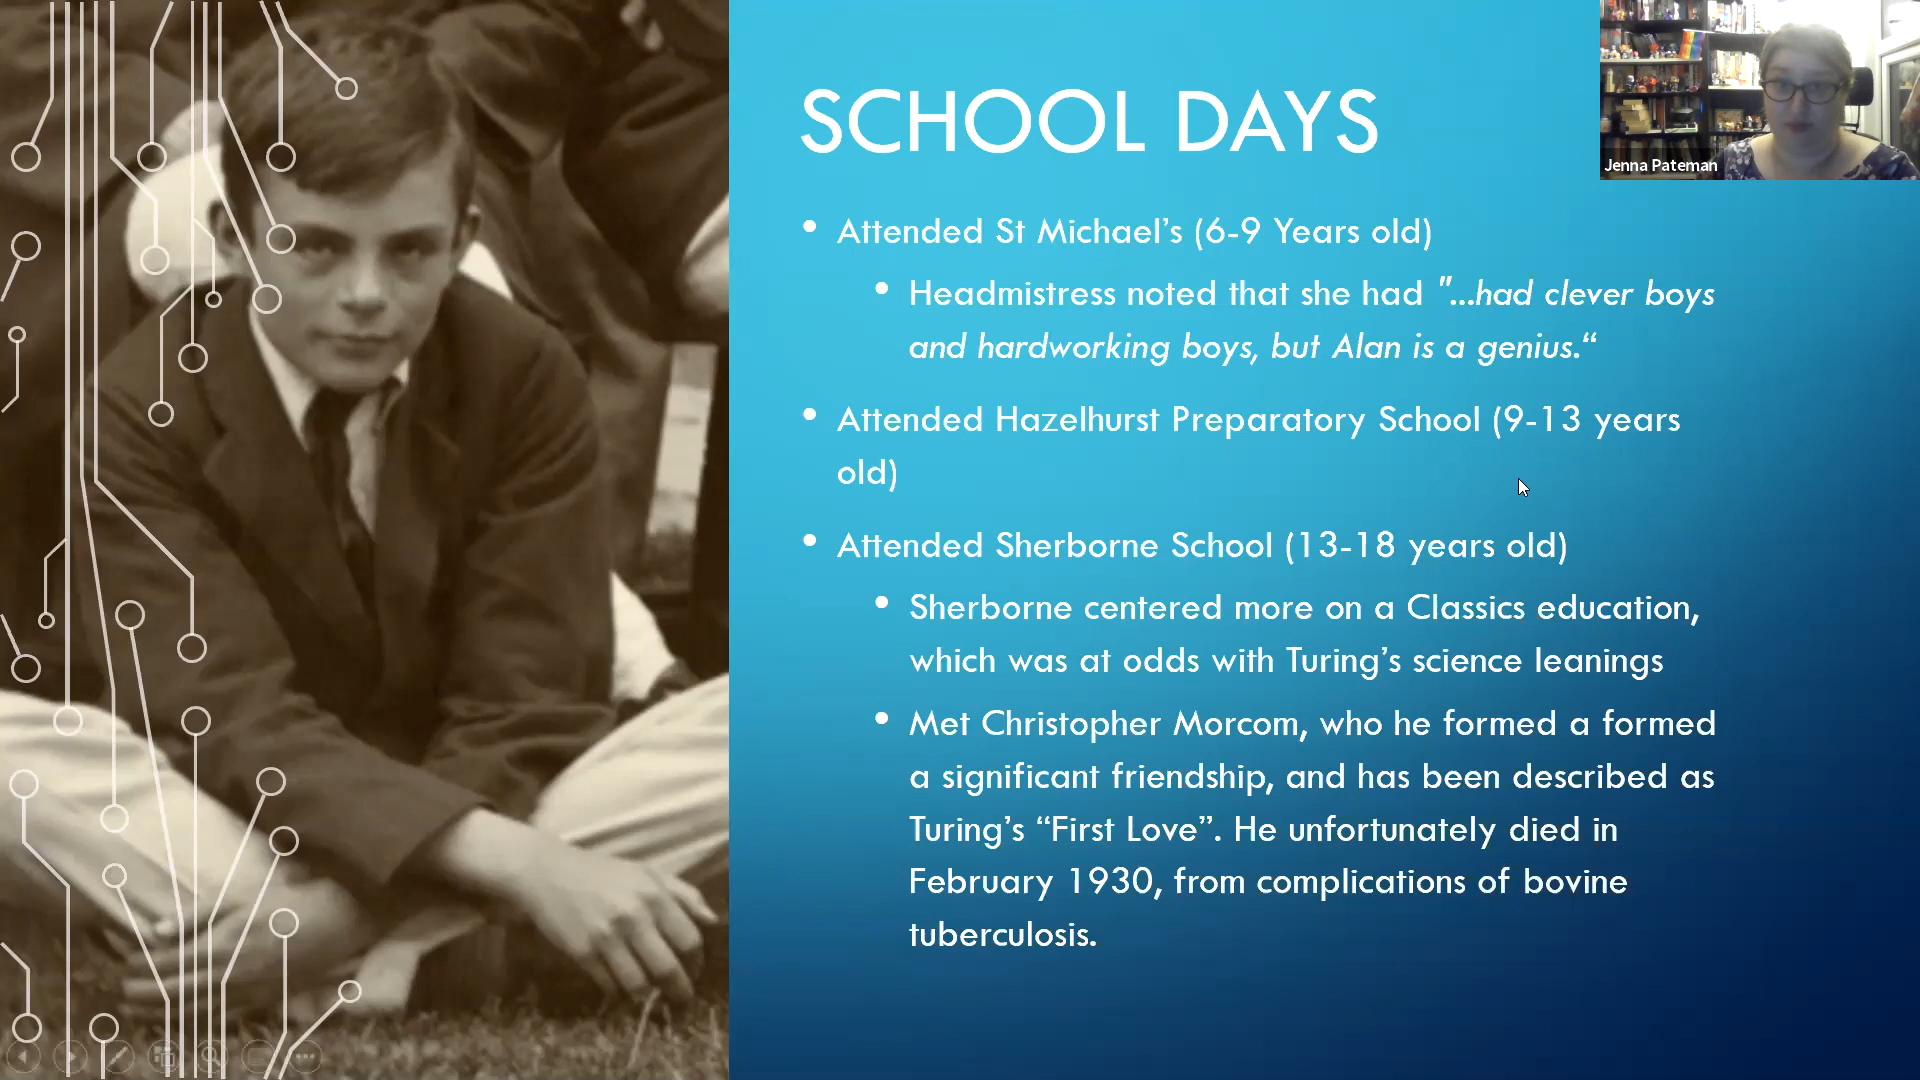 SCHOOL DAYS
Jenna Pateman
• Attended St Michael’s (6-9 Years old)
• Headmistress noted that she had "...had clever boys
and hardworking boys, but Alan is a genius.“
• Attended Hazelhurst Preparatory School (9-13 years
old)
• Attended Sherborne School (13-18 years old)
• Sherborne centered more on a Classics education,
which was at odds with Turing’s science leanings
• Met Christopher Morcom, who he formed a formed
a significant friendship, and has been described as
Turing’s “First Love”. He unfortunately died in
February 1930, from complications of bovine
tuberculosis.